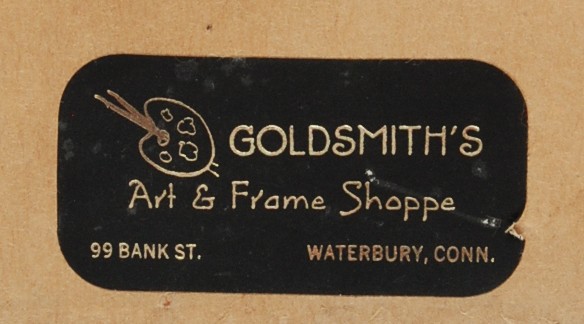 GOLDSMITH'S
Art & Frame Shoppe
99 BANK ST. WATERBURY, CONN.